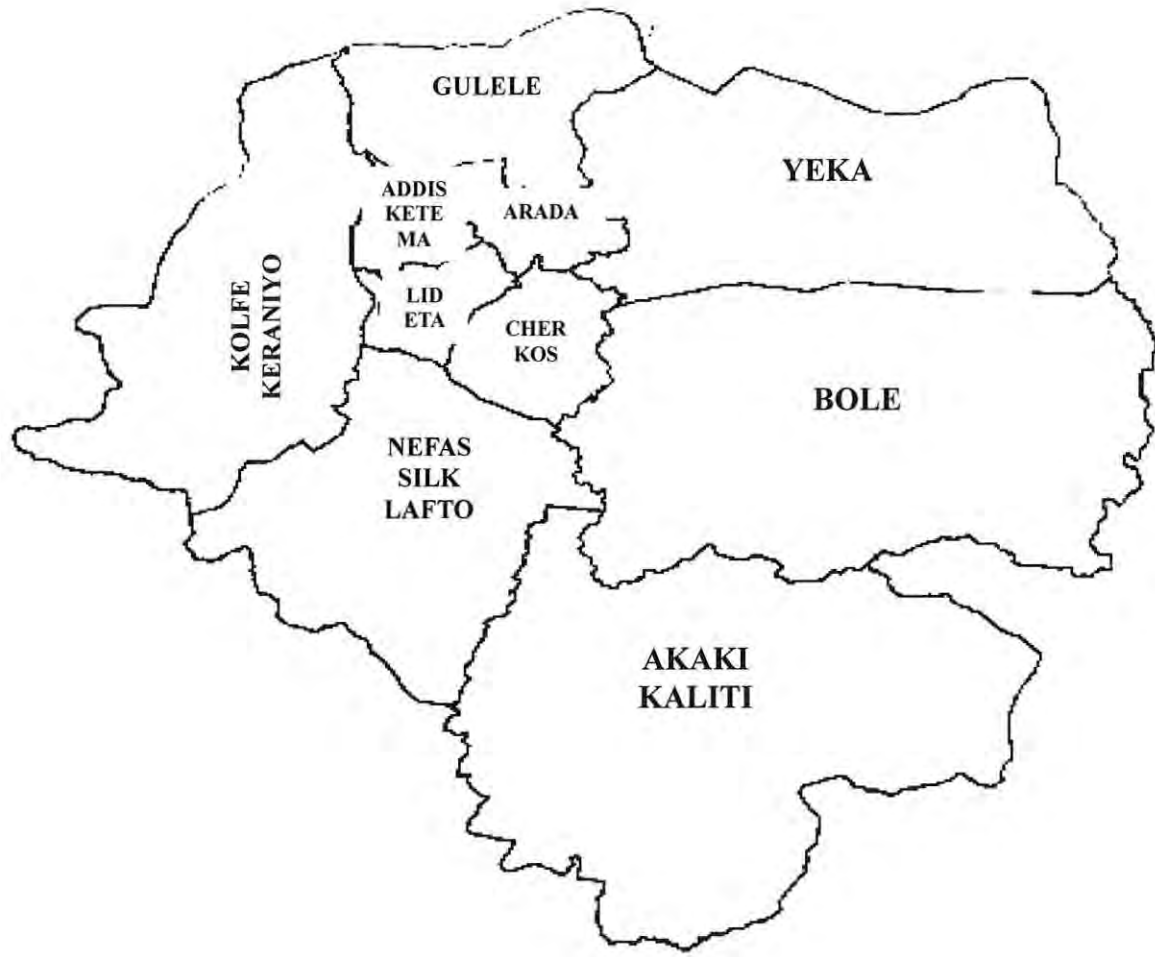 GULELE
YEKA
ADDIS
KETE
MA
ARADA
KOLFE
KERANIYO
LID
ETA
CHER
KOS
BOLE
NEFAS
SILK
LAFTO
AKAKI
KALITI